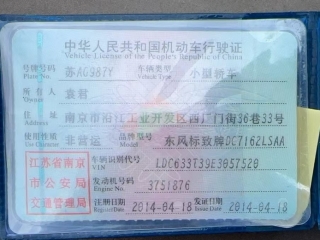 中华人民共和国机动车行驶证
Vehicle License of the People's Republic of China
号牌号码 苏AG987Y 车辆类型 小型轿车
Plate No. Vehicle Type
所有人 袁君
Owner
住址 南京市沿江工业开发区西厂门街36巷33号
Address
使用性质 非营运 品牌型号 东风标致牌DC7162LSAA
Use Character Model
江苏省南京
市公安局
交通管理局
车辆识别代号 LDC633T39E3057520
VIN
发动机号码 3751876
Engine No.
注册日期 2014-04-18 发证日期 2014-04-18
Register Date Issue Date